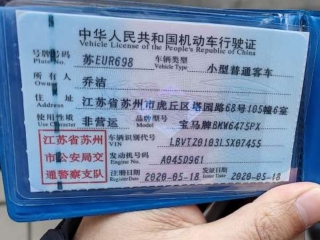 中华人民共和国机动车行驶证
Vehicle License of the People's Republic of China
号牌号码 苏EUR698 车辆类型 小型普通客车
Plate No. Vehicle Type
所有人 乔洁
Owner
住址 江苏省苏州市虎丘区塔园路68号105幢6室
Address
使用性质 非营运 品牌型号 宝马牌BMW6475PX
Use Character Model
江苏省苏州市公安局交通警察支队
车辆识别代号 LBVTZ0103LSX07455
VIN
发动机号码 A045D961
Engine No.
注册日期 2020-05-18 发证日期 2020-05-18
Register Date Issue Date